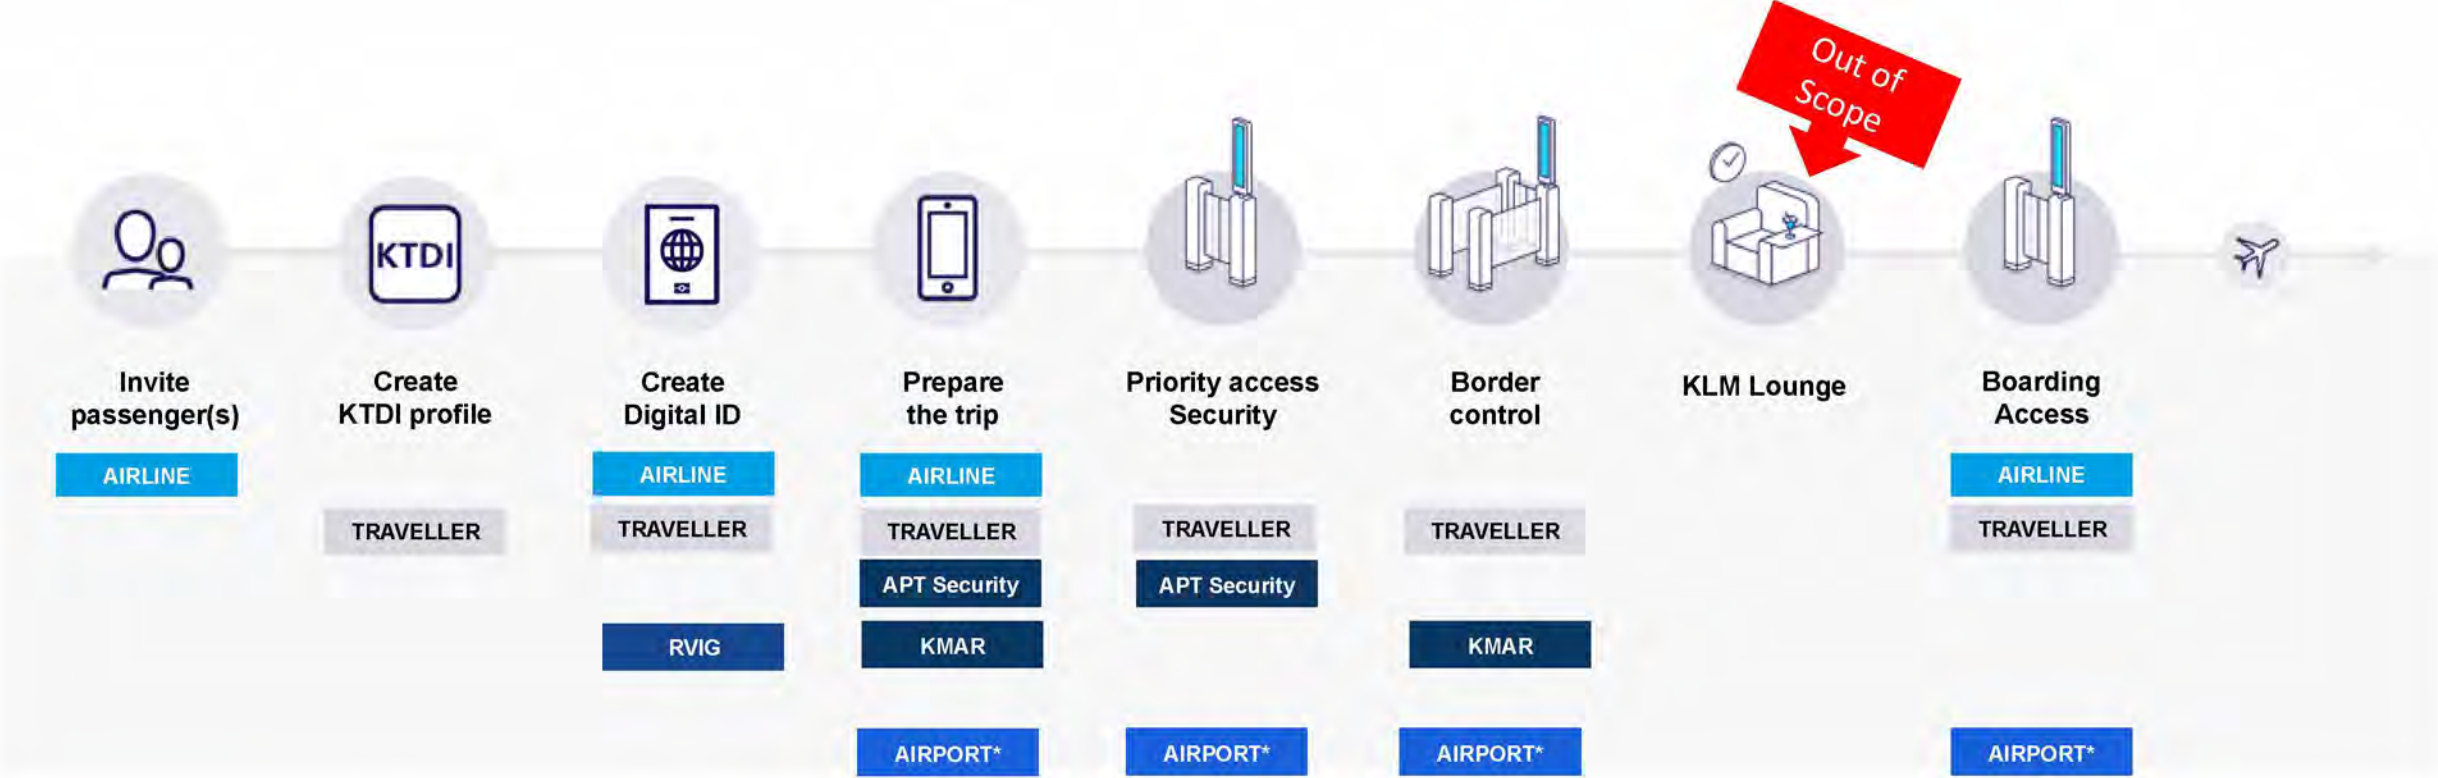 Out of
Scope
KTDI
Invite
passenger(s)
Create
KTDI profile
Create
Digital ID
Prepare
the trip
Priority access
Security
Border
control
KLM Lounge
Boarding
Access
AIRLINE
AIRLINE
AIRLINE
AIRLINE
TRAVELLER
TRAVELLER
TRAVELLER
TRAVELLER
TRAVELLER
TRAVELLER
APT Security
APT Security
RVIG
KMAR
KMAR
AIRPORT*
AIRPORT*
AIRPORT*
AIRPORT*